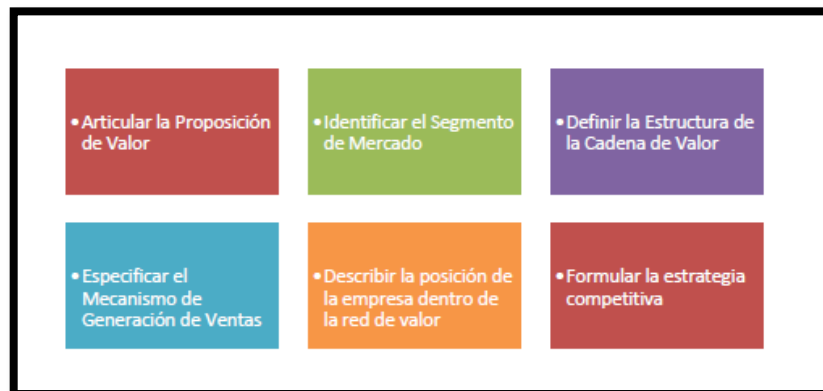 • Articular la Proposición
de Valor
• Identificar el Segmento
de Mercado
• Definir la Estructura de
la Cadena de Valor
• Especificar el
Mecanismo de
Generación de Ventas
• Describir la posición de
la empresa dentro de
la red de valor
• Formular la estrategia
competitiva